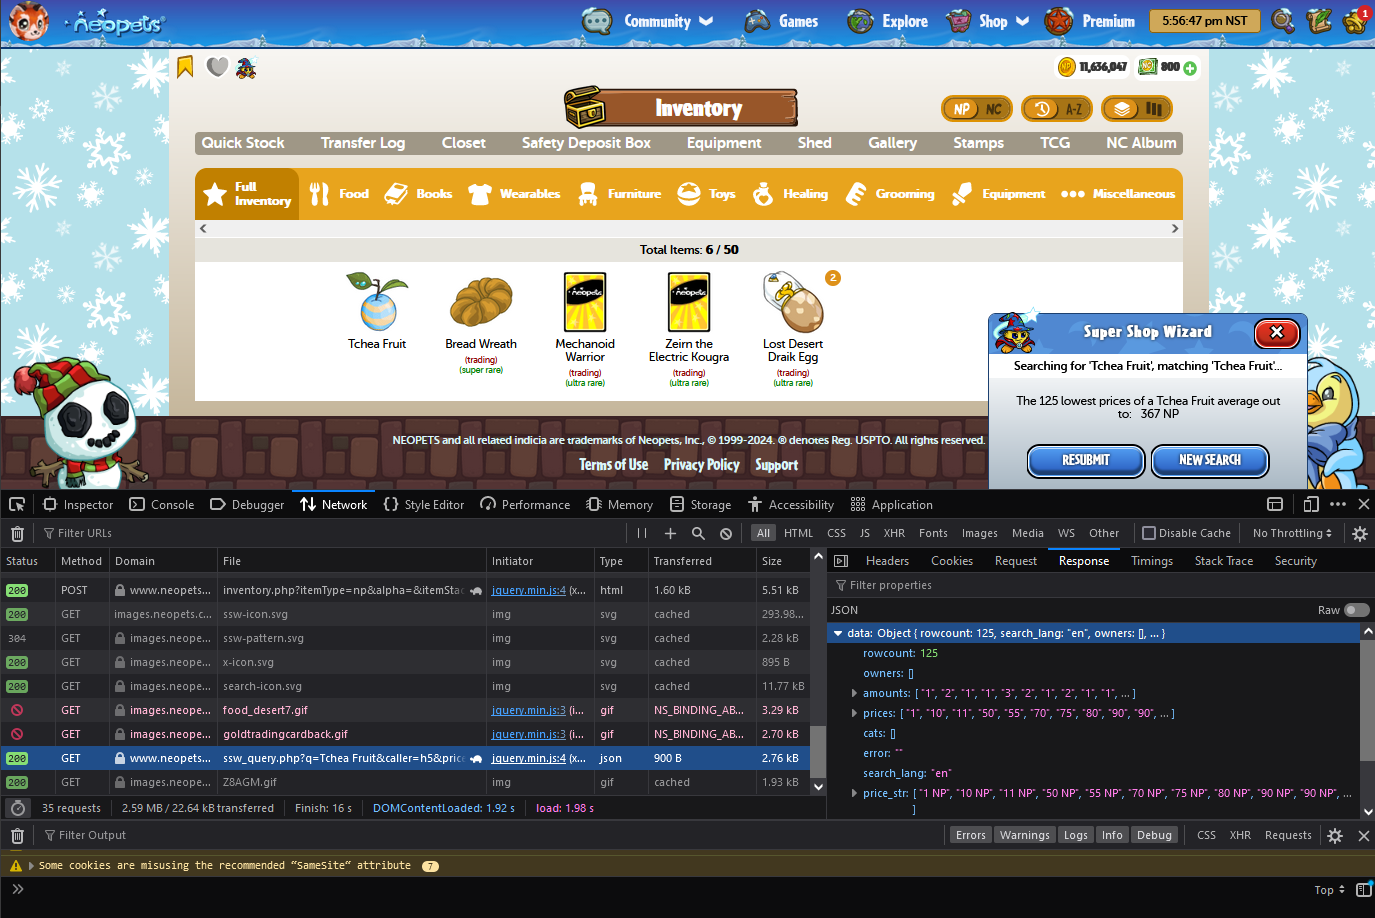 neopets
Community
Games
Explore
Shop
Premium
5:56:47 pm NST
1
11,636,047
800
Inventory
NP NC
A-Z
Quick Stock
Transfer Log
Closet
Safety Deposit Box
Equipment
Shed
Gallery
Stamps
TCG
NC Album
Full
Inventory
Food
Books
Wearables
Furniture
Toys
Healing
Grooming
Equipment
Miscellaneous
Total Items: 6 / 50
Tchea Fruit
Bread Wreath
(trading)
(super rare)
neopets
Mechanoid
Warrior
(trading)
(ultra rare)
neopets
Zeirn the
Electric Kougra
(trading)
(ultra rare)
2
Lost Desert
Draik Egg
(trading)
(ultra rare)
Super Shop Wizard
Searching for 'Tchea Fruit', matching 'Tchea Fruit'...
The 125 lowest prices of a Tchea Fruit average out
to: 367 NP
RESUBMIT
NEW SEARCH
NEOPETS and all related indicia are trademarks of Neopets, Inc., © 1999-2024. ® denotes Reg. USPTO. All rights reserved.
Terms of Use
Privacy Policy
Support
Inspector
Console
Debugger
Network
Style Editor
Performance
Memory
Storage
Accessibility
Application
Filter URLs
All
HTML
CSS
JS
XHR
Fonts
Images
Media
WS
Other
Disable Cache
No Throttling
Status Method Domain File Initiator Type Transferred Size
200 POST www.neopets... inventory.php?itemType=np&alpha=&itemStac jquery.min.js:4 (x... html 1.60 kB 5.51 kB
200 GET images.neopets.c... ssw-icon.svg img svg cached 293.98...
304 GET images.neope... ssw-pattern.svg img svg cached 2.28 kB
200 GET images.neope... x-icon.svg img svg cached 895 B
200 GET images.neope... search-icon.svg img svg cached 11.77 kB
GET images.neope... food_desert7.gif jquery.min.js:3 (i... gif NS_BINDING_AB... 3.29 kB
GET images.neope... goldtradingcardback.gif jquery.min.js:3 (i... gif NS_BINDING_AB... 2.70 kB
200 GET www.neopets... ssw_query.php?q=Tchea Fruit&caller=h5&price jquery.min.js:4 (x... json 900 B 2.76 kB
200 GET images.neope... Z8AGM.gif img gif cached 1.93 kB
35 requests
2.59 MB / 22.64 kB transferred
Finish: 16 s
DOMContentLoaded: 1.92 s
load: 1.98 s
Headers
Cookies
Request
Response
Timings
Stack Trace
Security
Filter properties
JSON
Raw
data: Object { rowcount: 125, search_lang: "en", owners: [], … }
rowcount: 125
owners: []
amounts: [ "1", "2", "1", "1", "3", "2", "1", "2", "1", "1", … ]
prices: [ "1", "10", "11", "50", "55", "70", "75", "80", "90", "90", … ]
cats: []
error: ""
search_lang: "en"
price_str: [ "1 NP", "10 NP", "11 NP", "50 NP", "55 NP", "70 NP", "75 NP", "80 NP", "90 NP", "90 NP", …
]
Filter Output
Errors
Warnings
Logs
Info
Debug
CSS
XHR
Requests
Some cookies are misusing the recommended “SameSite“ attribute 7
Top